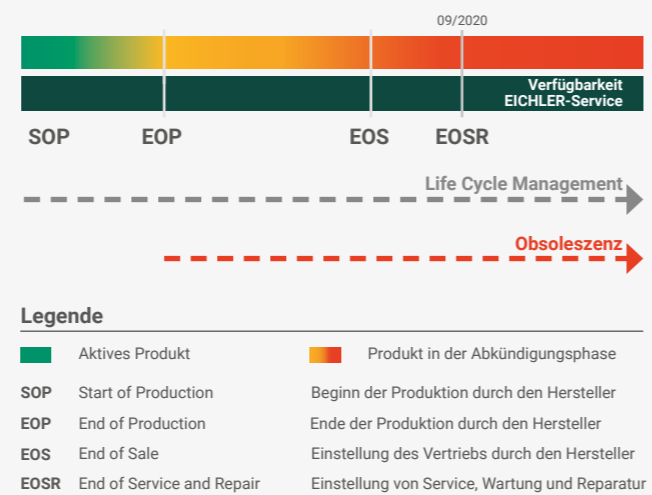 09/2020
Verfügbarkeit
EICHLER-Service
SOP EOP EOS EOSR
Life Cycle Management
Obsoleszenz
Legende
Aktives Produkt Produkt in der Abkündigungsphase
SOP Start of Production Beginn der Produktion durch den Hersteller
EOP End of Production Ende der Produktion durch den Hersteller
EOS End of Sale Einstellung des Vertriebs durch den Hersteller
EOSR End of Service and Repair Einstellung von Service, Wartung und Reparatur